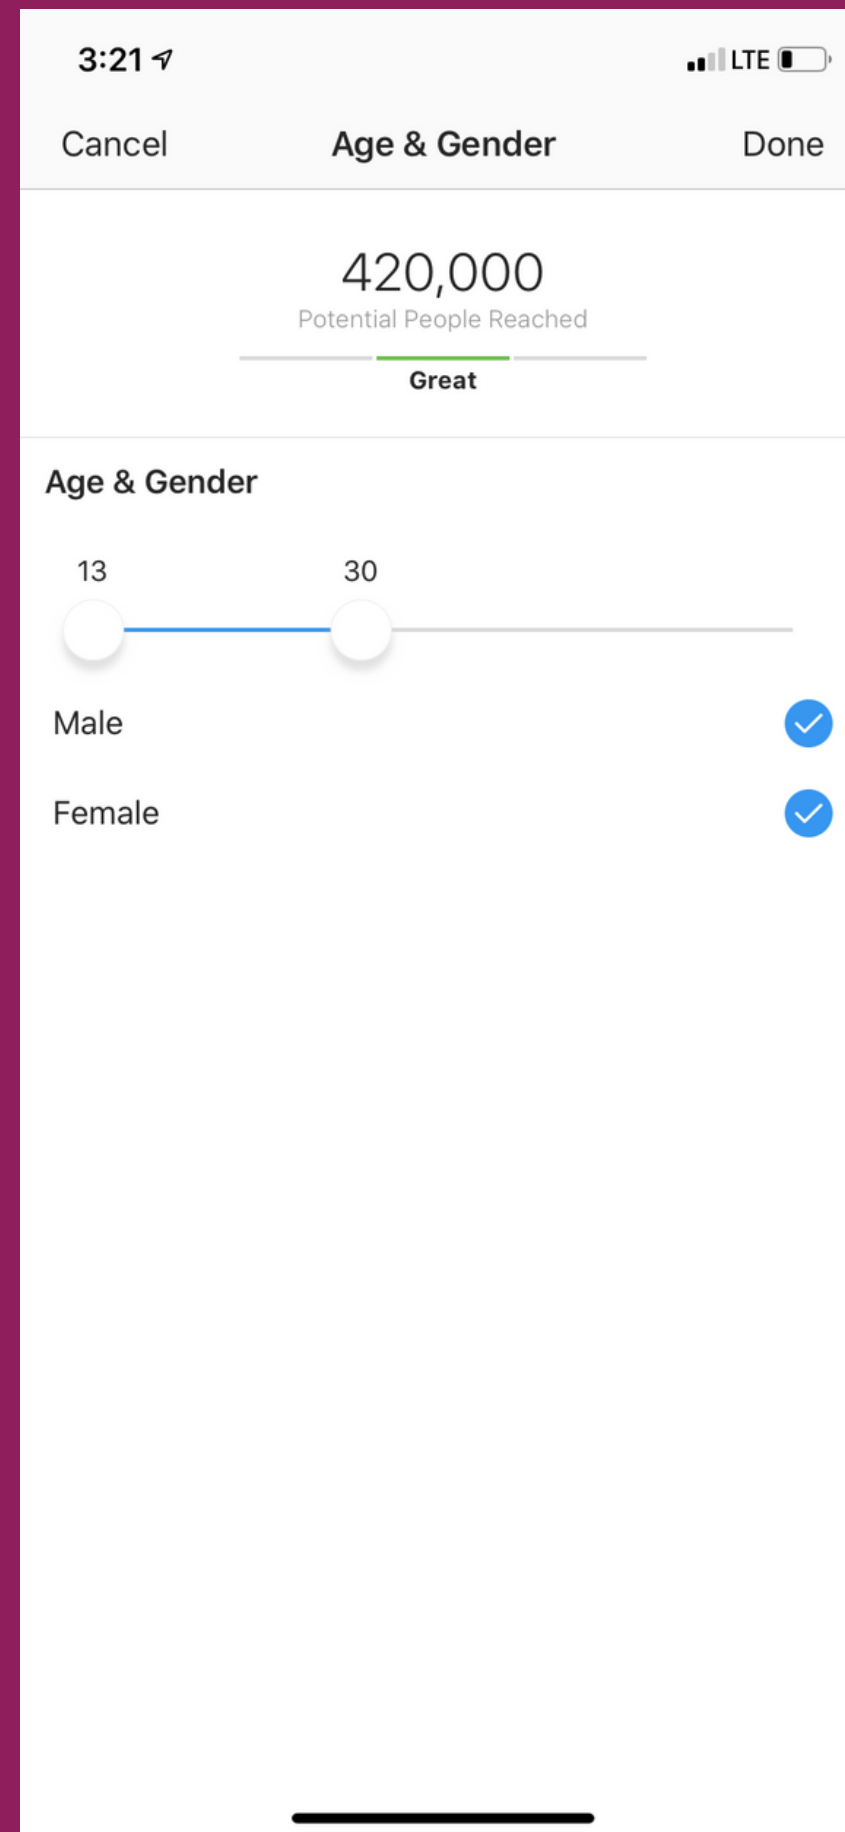 3:21 LTE
Cancel Age & Gender Done
420,000
Potential People Reached
Great
Age & Gender
13 30
Male
Female